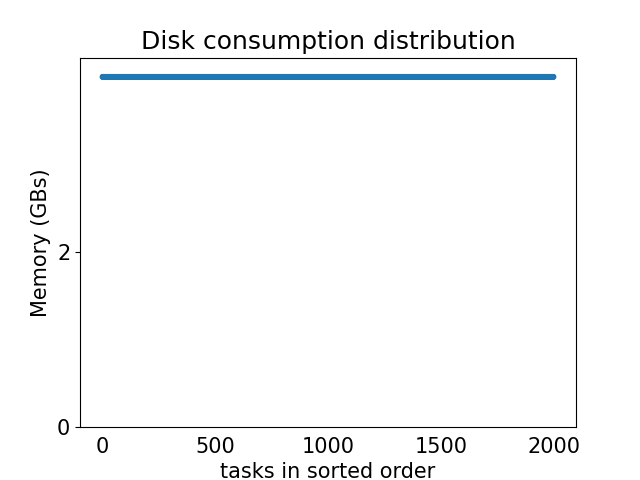 Disk consumption distribution
Memory (GBs)
2
0
0 500 1000 1500 2000
tasks in sorted order